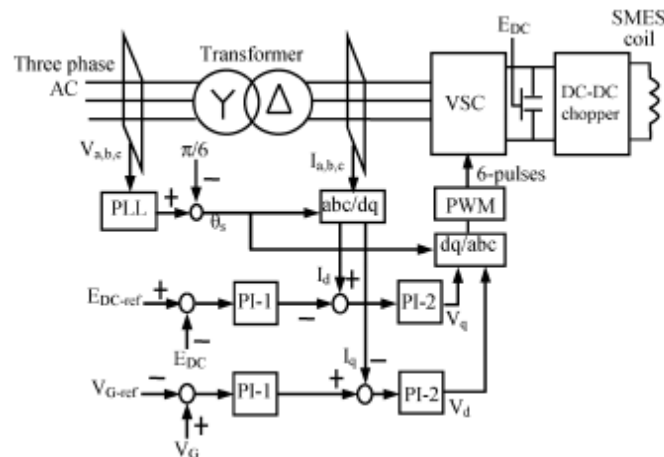 SMES
coil
E_DC
Transformer
Three phase
AC
Y
Δ
VSC
DC-DC
chopper
V_a,b,c
π/6
−
I_a,b,c
6-pulses
PLL
+
θ_s
abc/dq
PWM
dq/abc
I_d
+
E_DC-ref
+
PI-1
−
PI-2
V_q
−
E_DC
I_q
−
V_G-ref
−
PI-1
+
PI-2
V_d
+
V_G